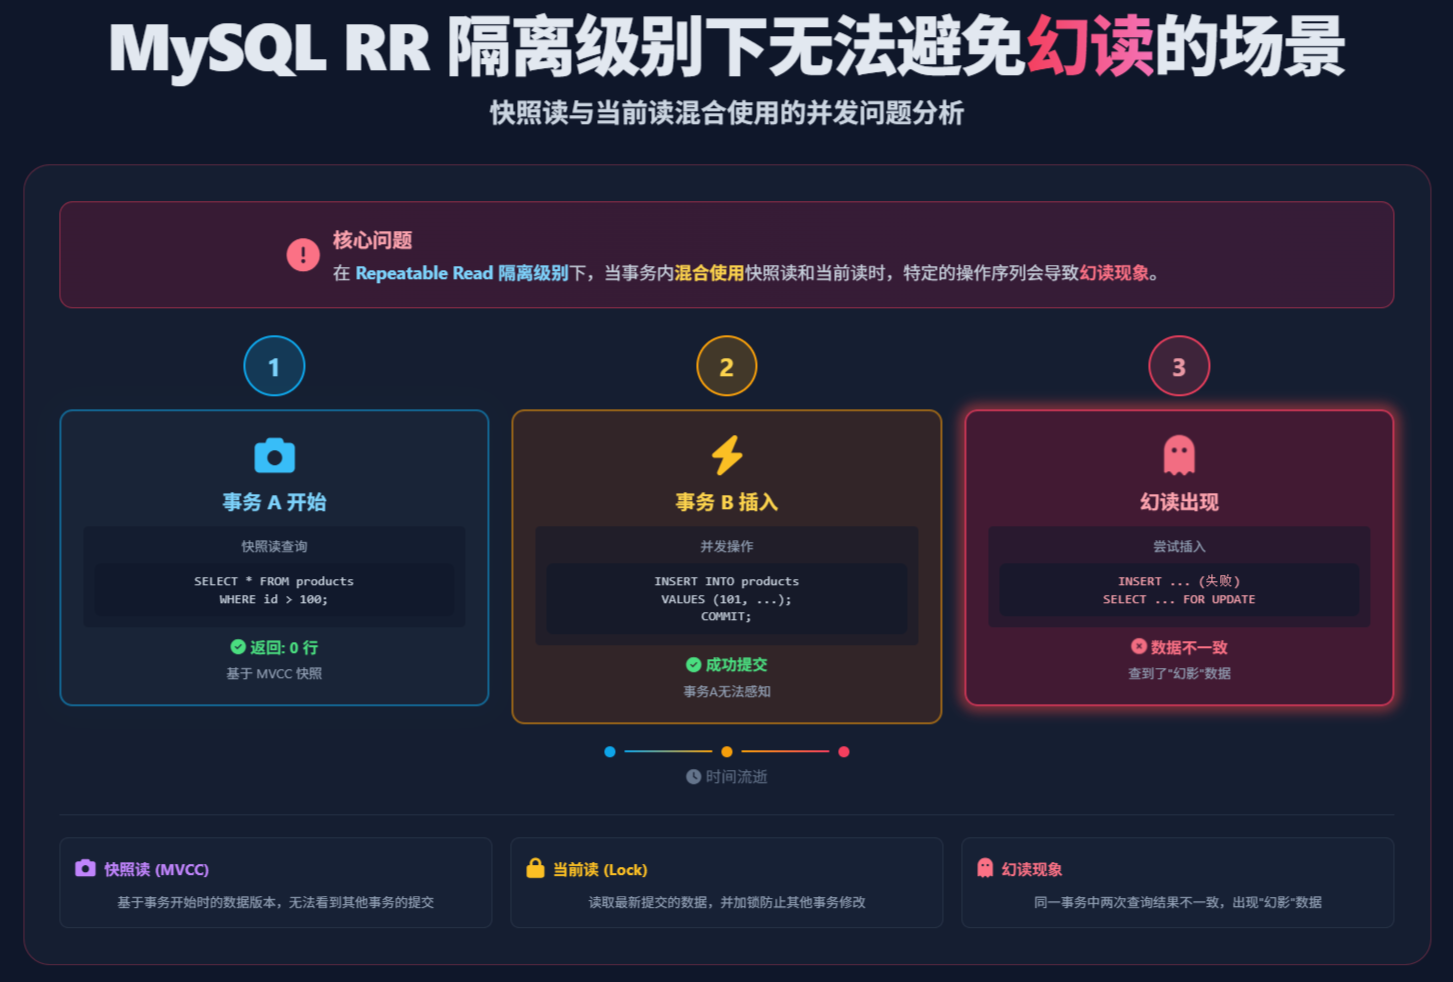 MySQL RR 隔离级别下无法避免幻读的场景
快照读与当前读混合使用的并发问题分析
核心问题
在 Repeatable Read 隔离级别下，当事务内混合使用快照读和当前读时，特定的操作序列会导致幻读现象。
1
事务 A 开始
快照读查询
SELECT * FROM products
WHERE id > 100;
返回: 0 行
基于 MVCC 快照
2
事务 B 插入
并发操作
INSERT INTO products
VALUES (101, ...);
COMMIT;
成功提交
事务A无法感知
3
幻读出现
尝试插入
INSERT ... (失败)
SELECT ... FOR UPDATE
数据不一致
查到了"幻影"数据
时间流逝
快照读 (MVCC)
基于事务开始时的数据版本，无法看到其他事务的提交
当前读 (Lock)
读取最新提交的数据，并加锁防止其他事务修改
幻读现象
同一事务中两次查询结果不一致，出现"幻影"数据